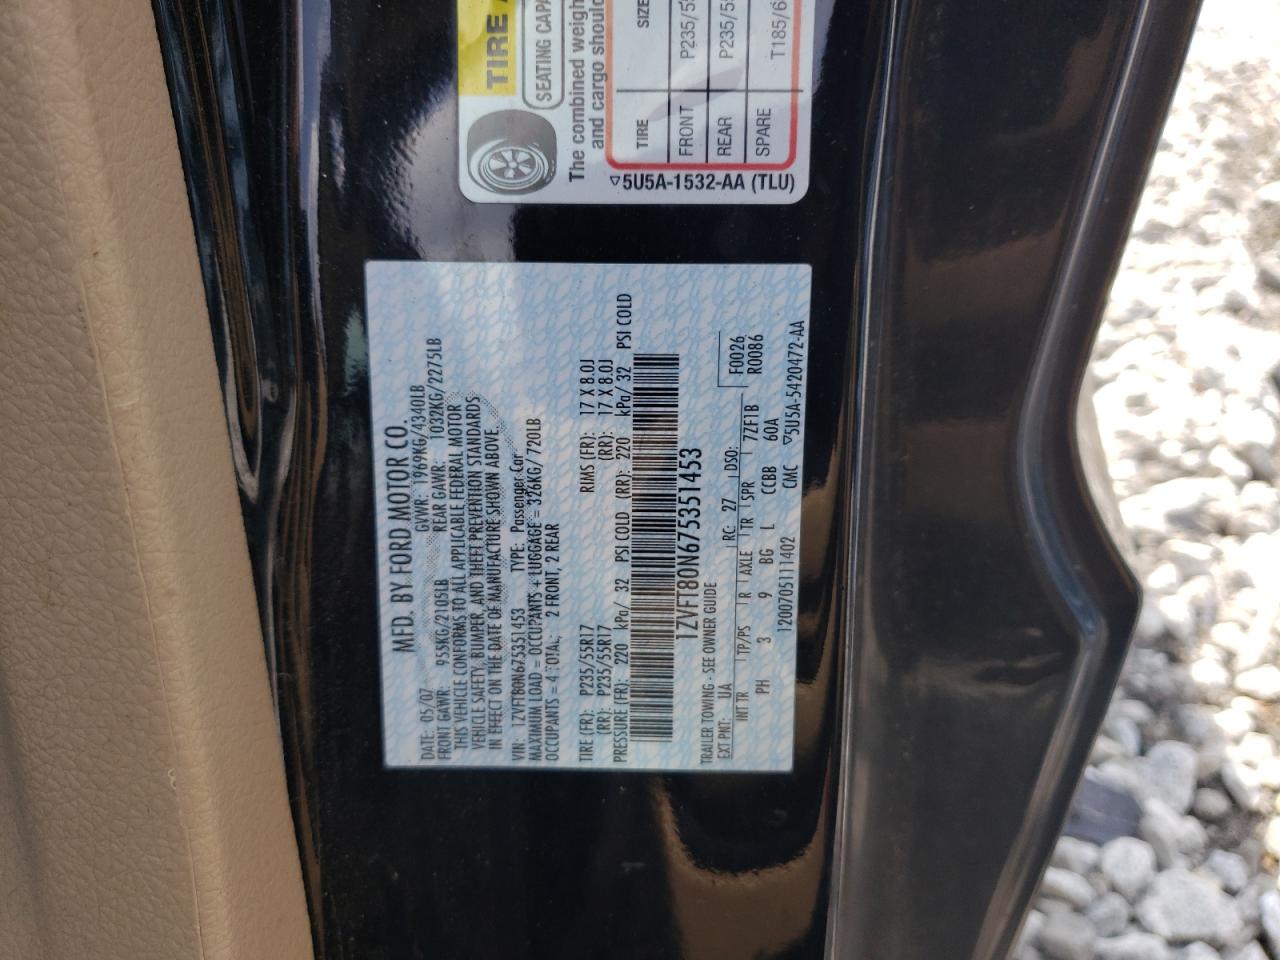 MFD. BY FORD MOTOR CO.
DATE: 05/07 GVWR: 1969KG/4340LB
FRONT GAWR: 955KG/2105LB REAR GAWR: 1032KG/2275LB
THIS VEHICLE CONFORMS TO ALL APPLICABLE FEDERAL MOTOR
VEHICLE SAFETY, BUMPER, AND THEFT PREVENTION STANDARDS
IN EFFECT ON THE DATE OF MANUFACTURE SHOWN ABOVE.
VIN: 1ZVFT80N675351453 TYPE: Passenger Car
MAXIMUM LOAD = OCCUPANTS + LUGGAGE = 326KG/720LB
OCCUPANTS = 4 TOTAL: 2 FRONT, 2 REAR
TIRE (FR): P235/55R17 RIMS (FR): 17 X 8.0J
(RR): P235/55R17 (RR): 17 X 8.0J
PRESSURE (FR): 220 kPa/ 32 PSI COLD (RR): 220 kPa/ 32 PSI COLD
1ZVFT80N675351453
TRAILER TOWING - SEE OWNER GUIDE F0026
R0086
EXT PNT: UA RC: 27 DSO:
INT TR TP/PS R AXLE TR SPR 7ZF1B
PH 3 9 BG L CCBB 60A
1200705111402 CMC ▽5U5A-5420472-AA
TIRE A
SEATING CAPA
The combined weigh
and cargo should
TIRE SIZE
FRONT P235/55
REAR P235/55
SPARE T185/6
▽5U5A-1532-AA (TLU)